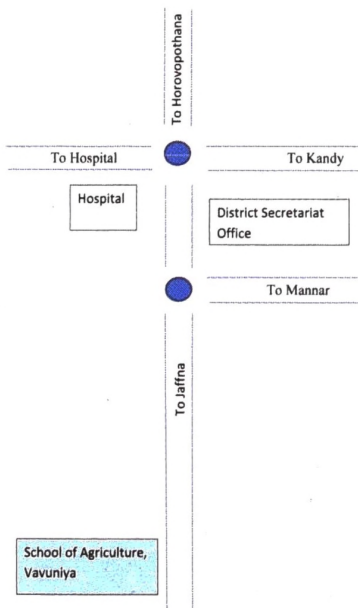 To Horovopothana
To Hospital
To Kandy
Hospital
District Secretariat
Office
To Mannar
To Jaffna
School of Agriculture,
Vavuniya